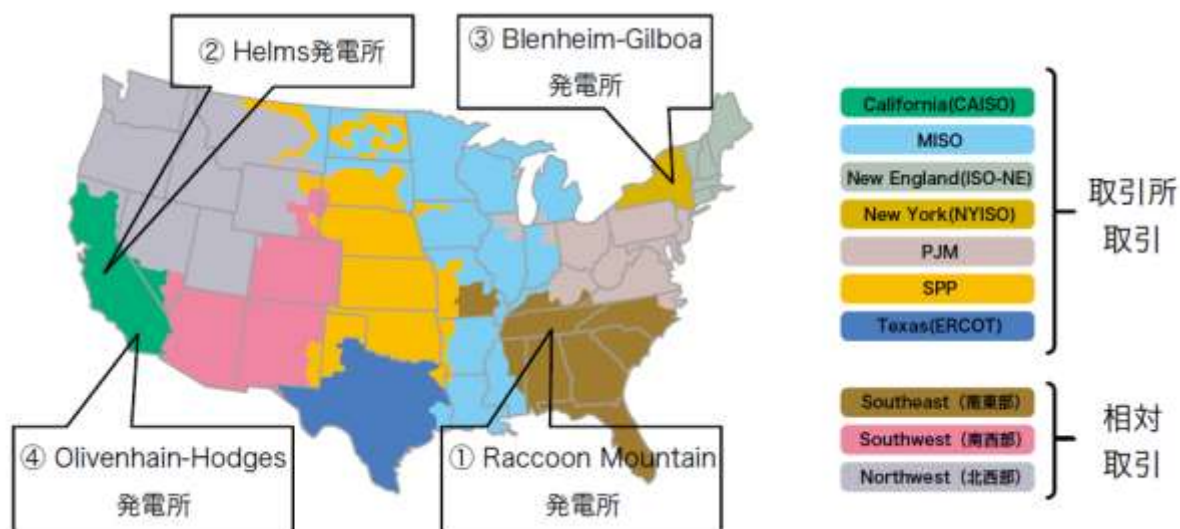 ② Helms発電所
③ Blenheim-Gilboa
発電所
④ Olivenhain-Hodges
発電所
① Raccoon Mountain
発電所
California(CAISO)
MISO
New England(ISO-NE)
New York(NYISO)
PJM
SPP
Texas(ERCOT)
取引所
取引
Southeast（南東部）
Southwest（南西部）
Northwest（北西部）
相対
取引